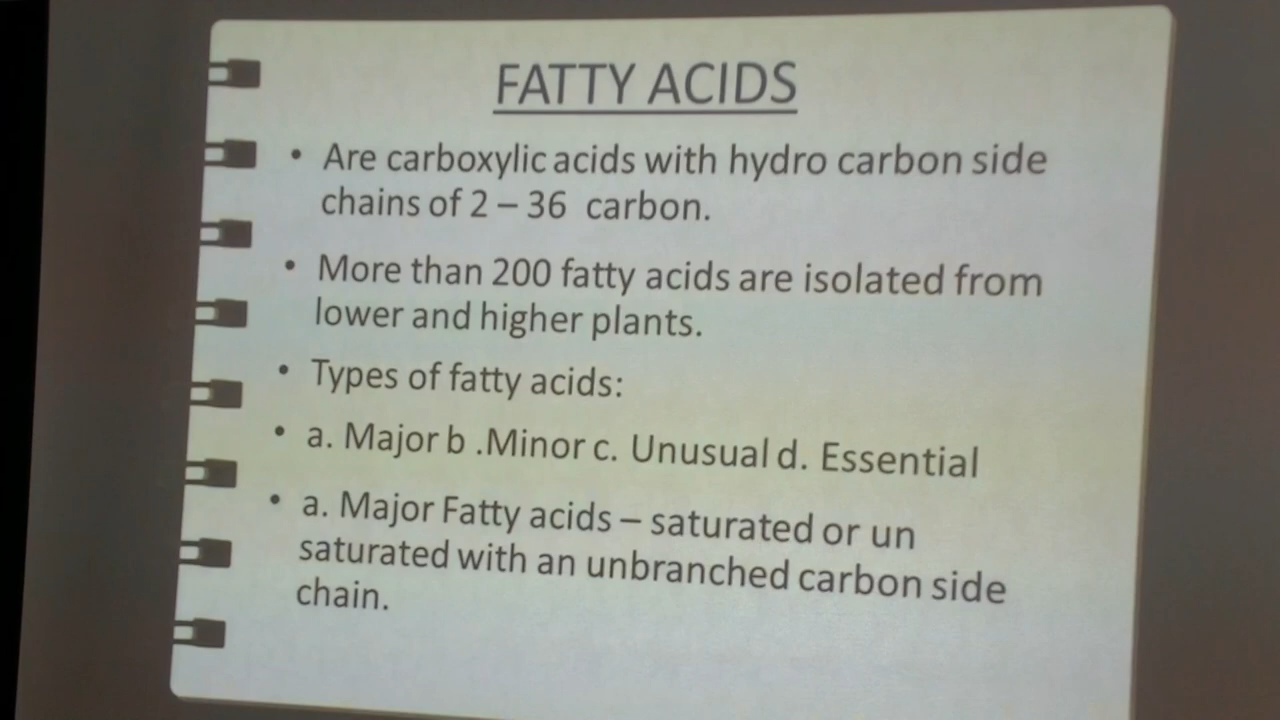 FATTY ACIDS
• Are carboxylic acids with hydro carbon side
chains of 2 – 36 carbon.
• More than 200 fatty acids are isolated from
lower and higher plants.
• Types of fatty acids:
• a. Major b .Minor c. Unusual d. Essential
• a. Major Fatty acids – saturated or un
saturated with an unbranched carbon side
chain.